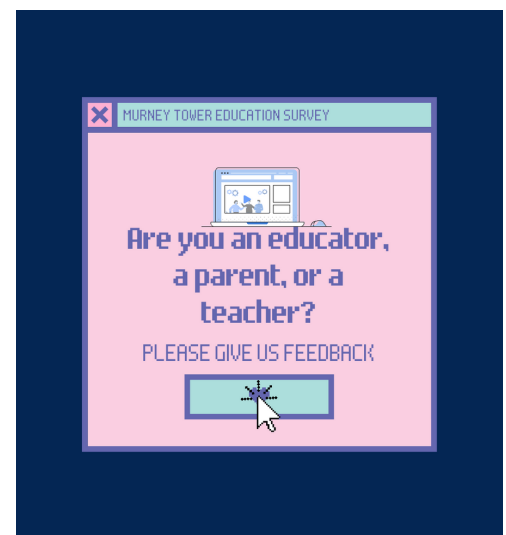 MURNEY TOWER EDUCATION SURVEY
Are you an educator,
a parent, or a
teacher?
PLEASE GIVE US FEEDBACK